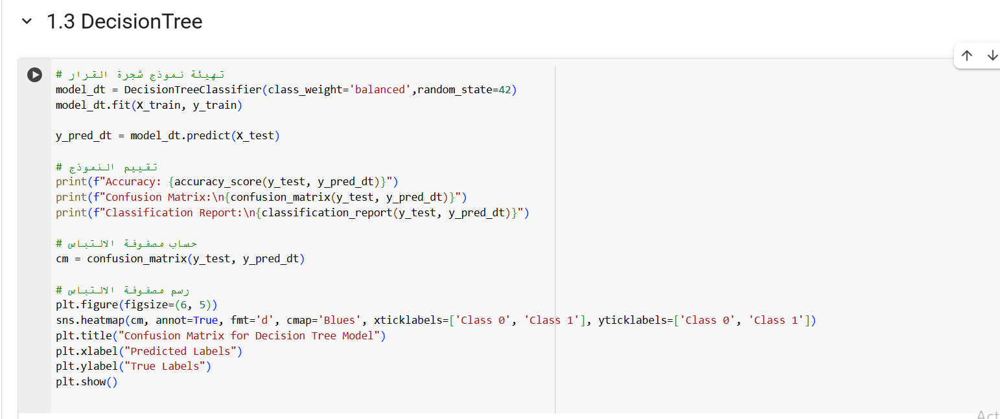 1.3 DecisionTree
# تهيئة نموذج شجرة القرار
model_dt = DecisionTreeClassifier(class_weight='balanced',random_state=42)
model_dt.fit(X_train, y_train)
y_pred_dt = model_dt.predict(X_test)
# تقييم النموذج
print(f"Accuracy: {accuracy_score(y_test, y_pred_dt)}")
print(f"Confusion Matrix:\n{confusion_matrix(y_test, y_pred_dt)}")
print(f"Classification Report:\n{classification_report(y_test, y_pred_dt)}")
# حساب مصفوفة الالتباس
cm = confusion_matrix(y_test, y_pred_dt)
# رسم مصفوفة الالتباس
plt.figure(figsize=(6, 5))
sns.heatmap(cm, annot=True, fmt='d', cmap='Blues', xticklabels=['Class 0', 'Class 1'], yticklabels=['Class 0', 'Class 1'])
plt.title("Confusion Matrix for Decision Tree Model")
plt.xlabel("Predicted Labels")
plt.ylabel("True Labels")
plt.show()